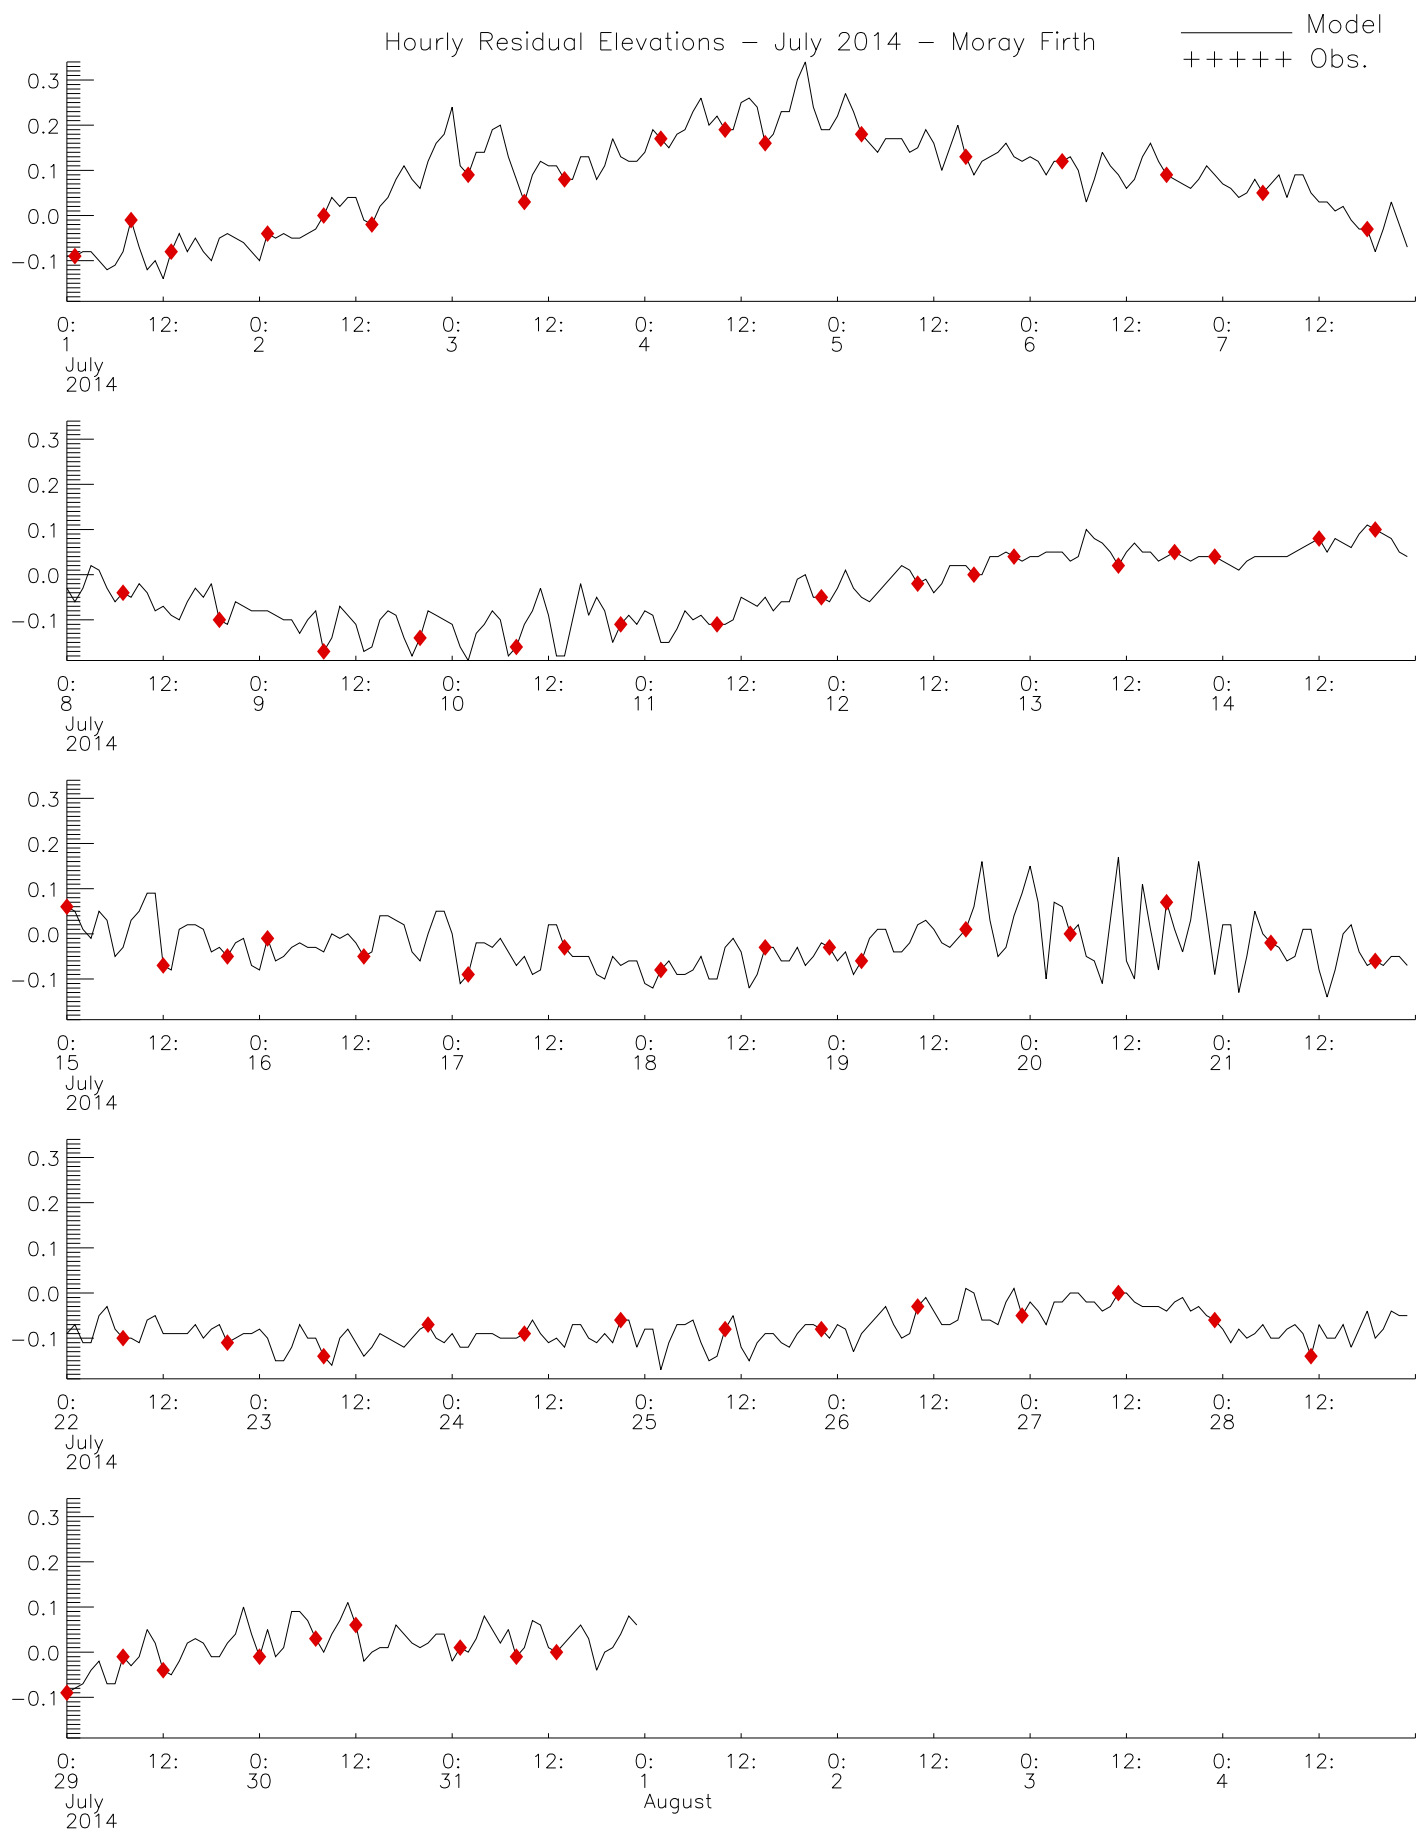 Hourly Residual Elevations – July 2014 – Moray Firth
Model
+++++ Obs.
0.3
0.2
0.1
0.0
−0.1
0: 12: 0: 12: 0: 12: 0: 12: 0: 12: 0: 12: 0: 12:
1 2 3 4 5 6 7
July
2014
0.3
0.2
0.1
0.0
−0.1
0: 12: 0: 12: 0: 12: 0: 12: 0: 12: 0: 12: 0: 12:
8 9 10 11 12 13 14
July
2014
0.3
0.2
0.1
0.0
−0.1
0: 12: 0: 12: 0: 12: 0: 12: 0: 12: 0: 12: 0: 12:
15 16 17 18 19 20 21
July
2014
0.3
0.2
0.1
0.0
−0.1
0: 12: 0: 12: 0: 12: 0: 12: 0: 12: 0: 12: 0: 12:
22 23 24 25 26 27 28
July
2014
0.3
0.2
0.1
0.0
−0.1
0: 12: 0: 12: 0: 12: 0: 12: 0: 12: 0: 12: 0: 12:
29 30 31 1 2 3 4
July August
2014